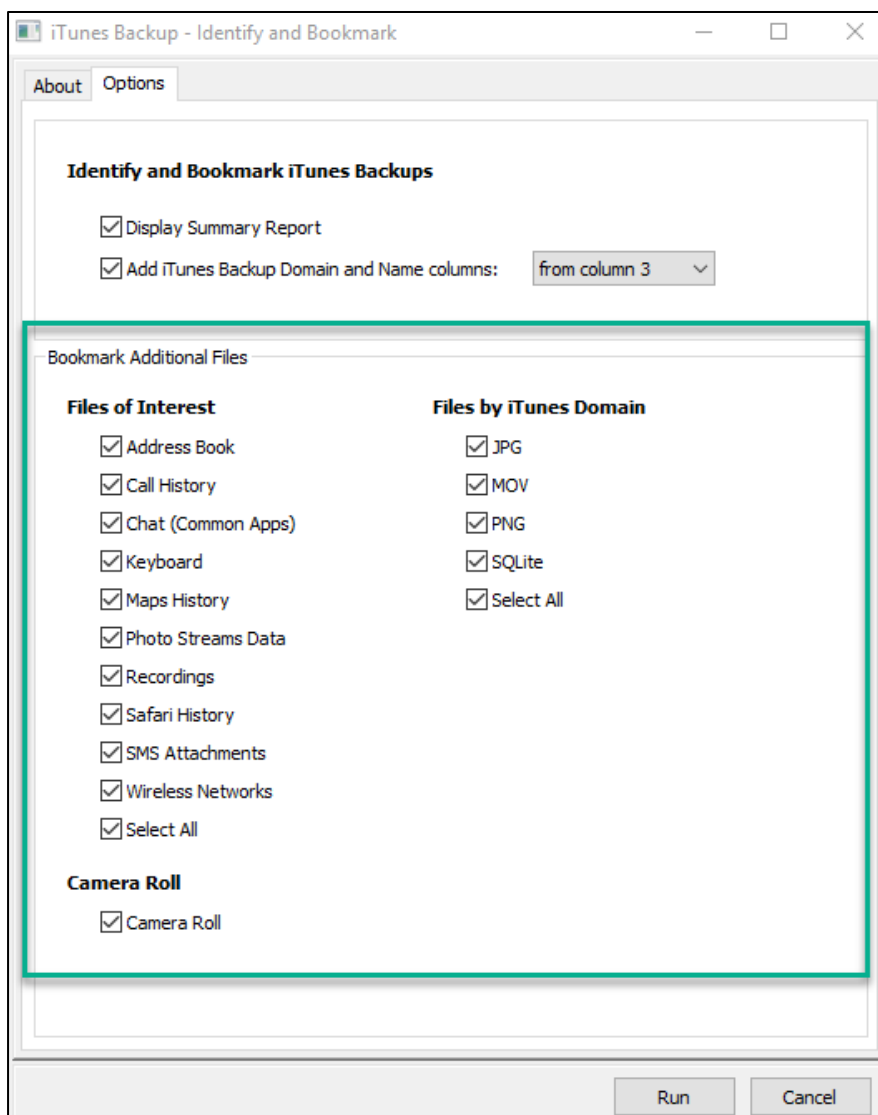 iTunes Backup - Identify and Bookmark
About Options
Identify and Bookmark iTunes Backups
Display Summary Report
Add iTunes Backup Domain and Name columns: from column 3
Bookmark Additional Files
Files of Interest
Address Book
Call History
Chat (Common Apps)
Keyboard
Maps History
Photo Streams Data
Recordings
Safari History
SMS Attachments
Wireless Networks
Select All
Camera Roll
Camera Roll
Files by iTunes Domain
JPG
MOV
PNG
SQLite
Select All
Run Cancel